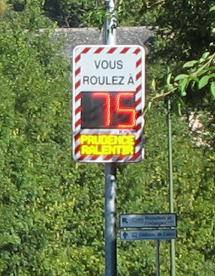 VOUS
ROULEZ À
75
PRUDENCE
RALENTIR